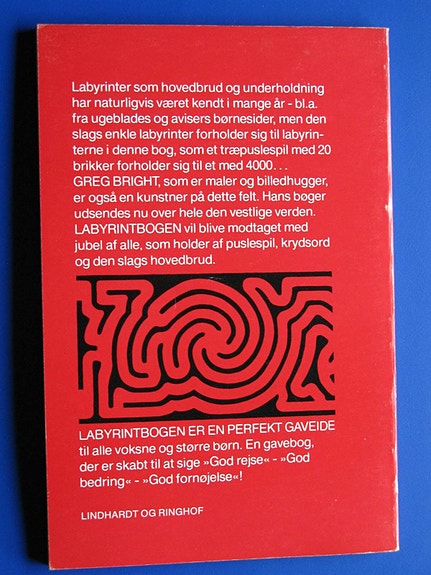 Labyrinter som hovedbrud og underholdning
har naturligvis været kendt i mange år - bl.a.
fra ugeblades og avisers børnesider, men den
slags enkle labyrinter forholder sig til labyrin-
terne i denne bog, som et træpuslespil med 20
brikker forholder sig til et med 4000...
GREG BRIGHT, som er maler og billedhugger,
er også en kunstner på dette felt. Hans bøger
udsendes nu over hele den vestlige verden.
LABYRINTBOGEN vil blive modtaget med
jubel af alle, som holder af puslespil, krydsord
og den slags hovedbrud.
LABYRINTBOGEN ER EN PERFEKT GAVEIDE
til alle voksne og større børn. En gavebog,
der er skabt til at sige »God rejse« - »God
bedring« - »God fornøjelse«!
LINDHARDT OG RINGHOF